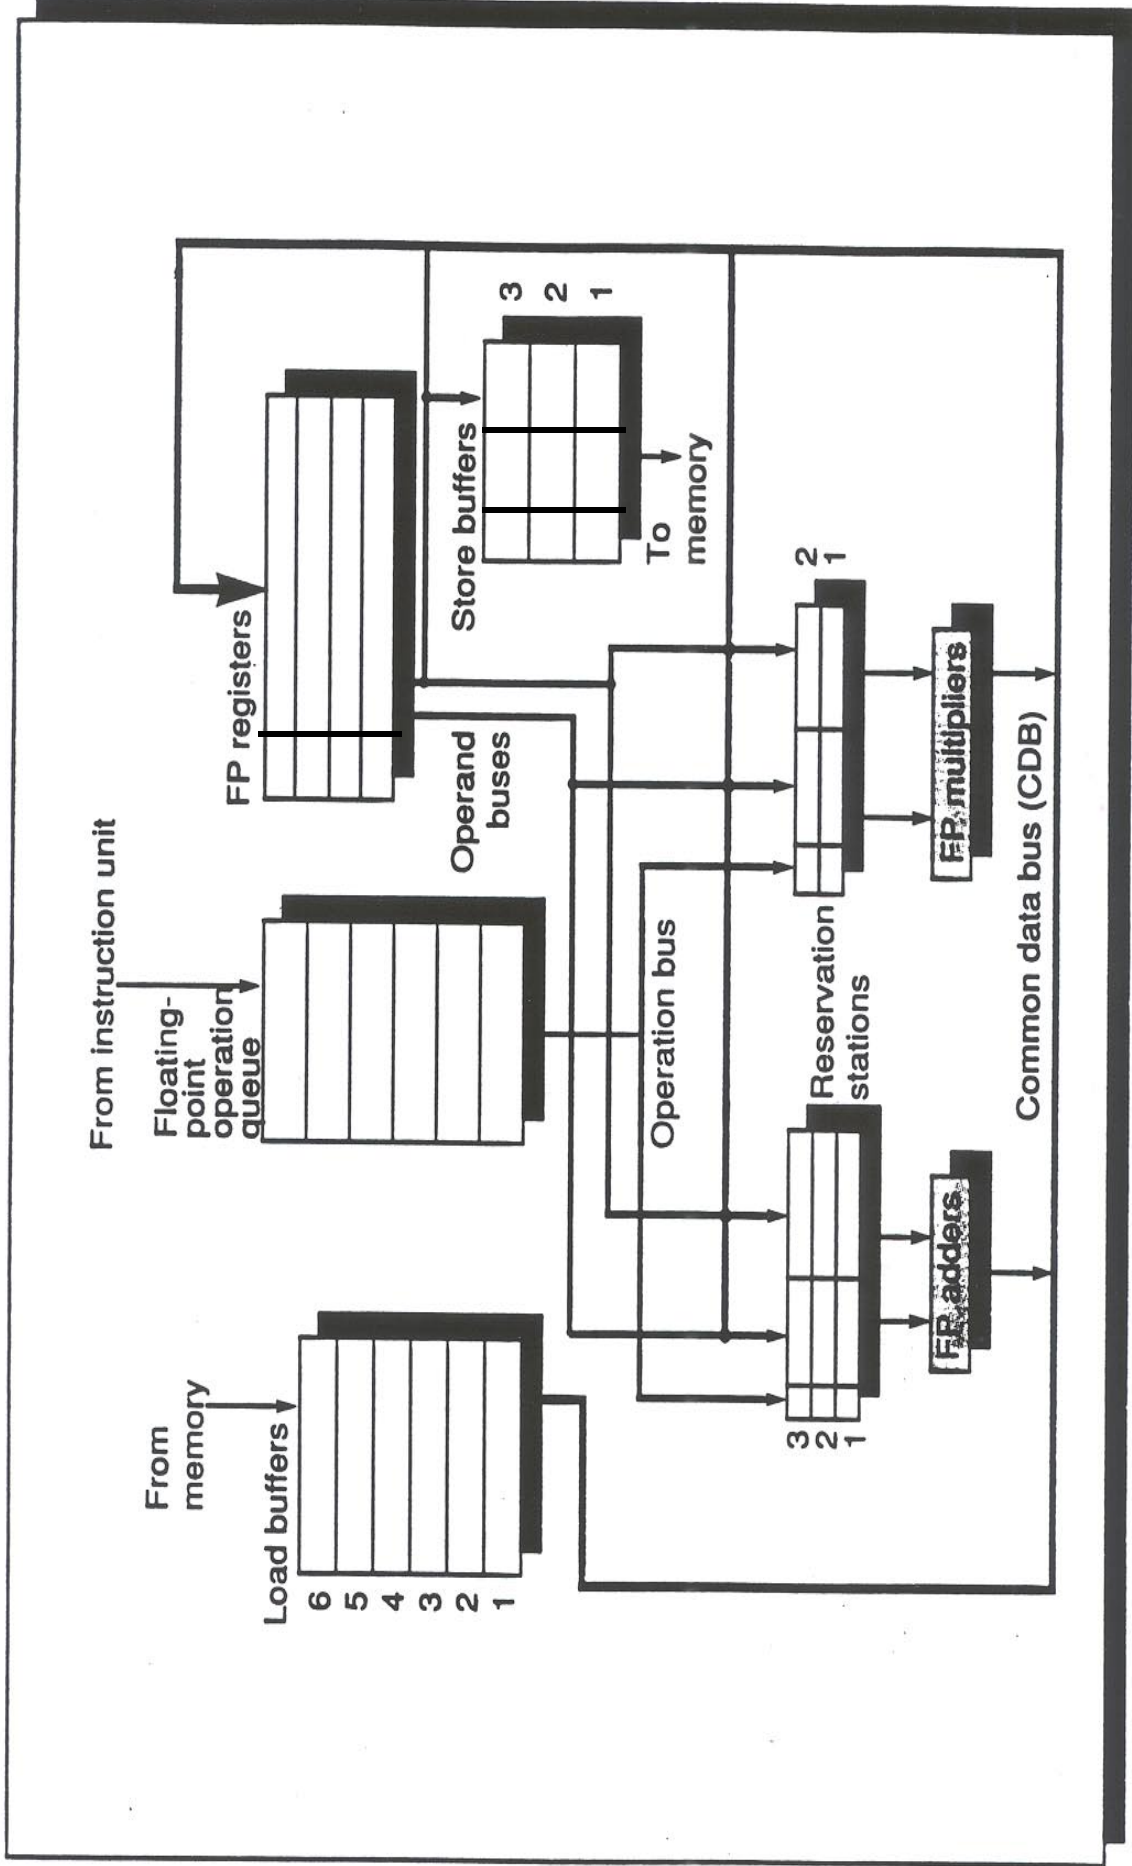 From instruction unit
From
memory
Load buffers
6
5
4
3
2
1
Floating-
point
operation
queue
FP registers
Operand
buses
Store buffers
3
2
1
To
memory
Operation bus
3
2
1
Reservation
stations
2
1
FP adders
FP multipliers
Common data bus (CDB)